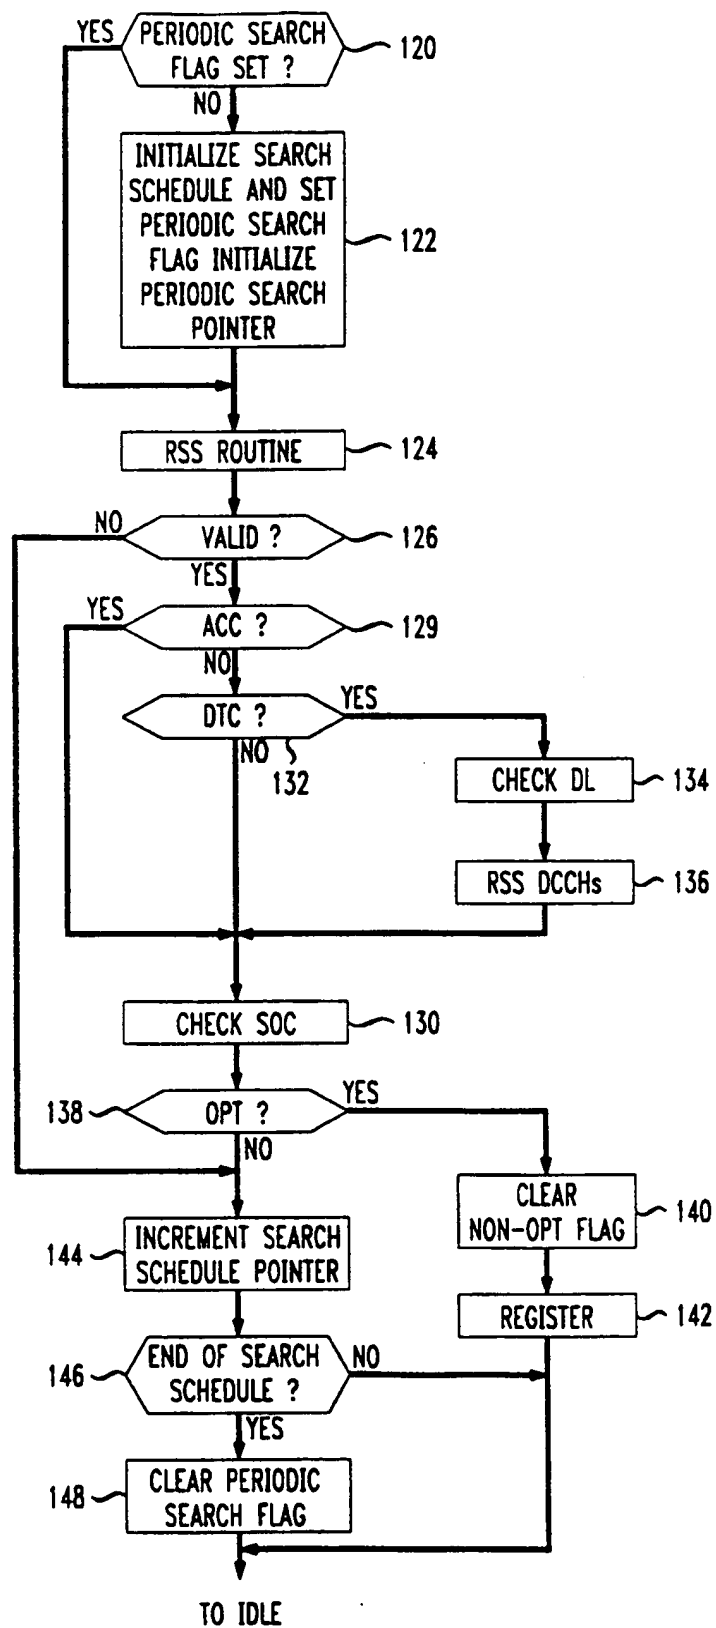 YES
PERIODIC SEARCH
FLAG SET ?
120
NO
INITIALIZE SEARCH
SCHEDULE AND SET
PERIODIC SEARCH
FLAG INITIALIZE
PERIODIC SEARCH
POINTER
122
RSS ROUTINE
124
NO
VALID ?
126
YES
YES
ACC ?
129
NO
DTC ?
YES
NO
132
CHECK DL
134
RSS DCCHs
136
CHECK SOC
130
138
OPT ?
YES
NO
CLEAR
NON-OPT FLAG
140
144
INCREMENT SEARCH
SCHEDULE POINTER
REGISTER
142
146
END OF SEARCH
SCHEDULE ?
NO
YES
148
CLEAR PERIODIC
SEARCH FLAG
TO IDLE